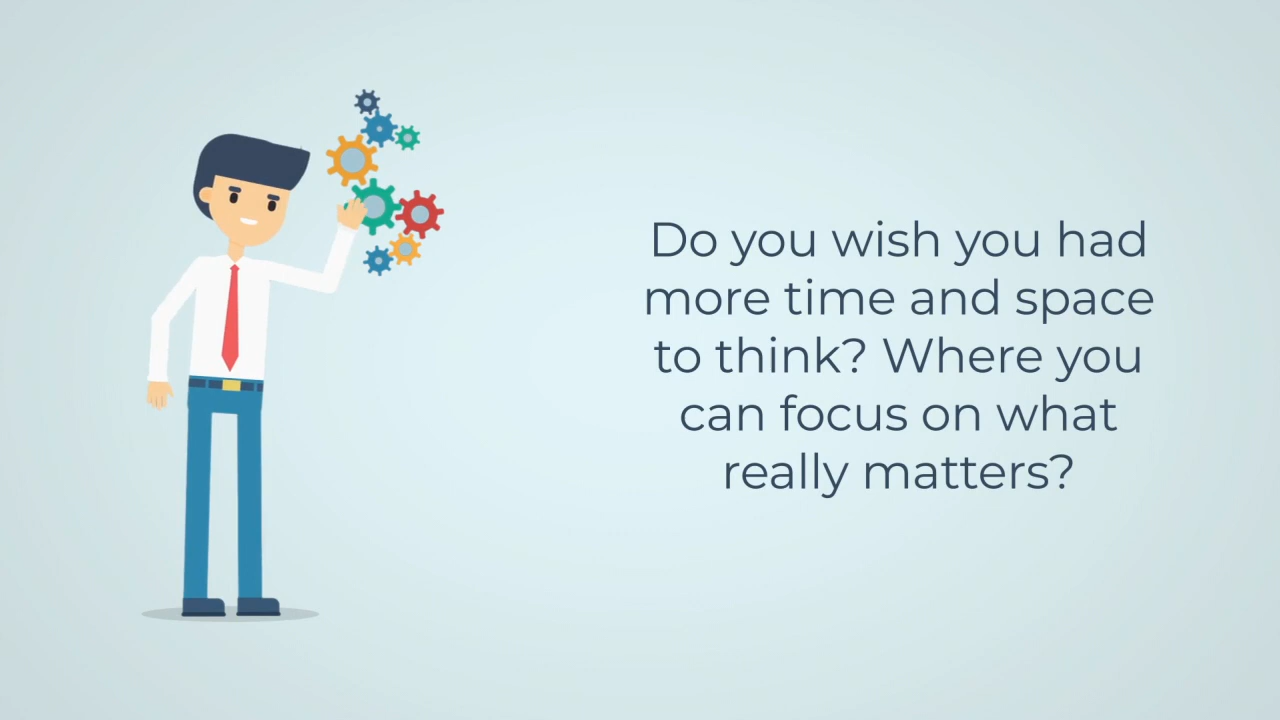 Do you wish you had
more time and space
to think? Where you
can focus on what
really matters?